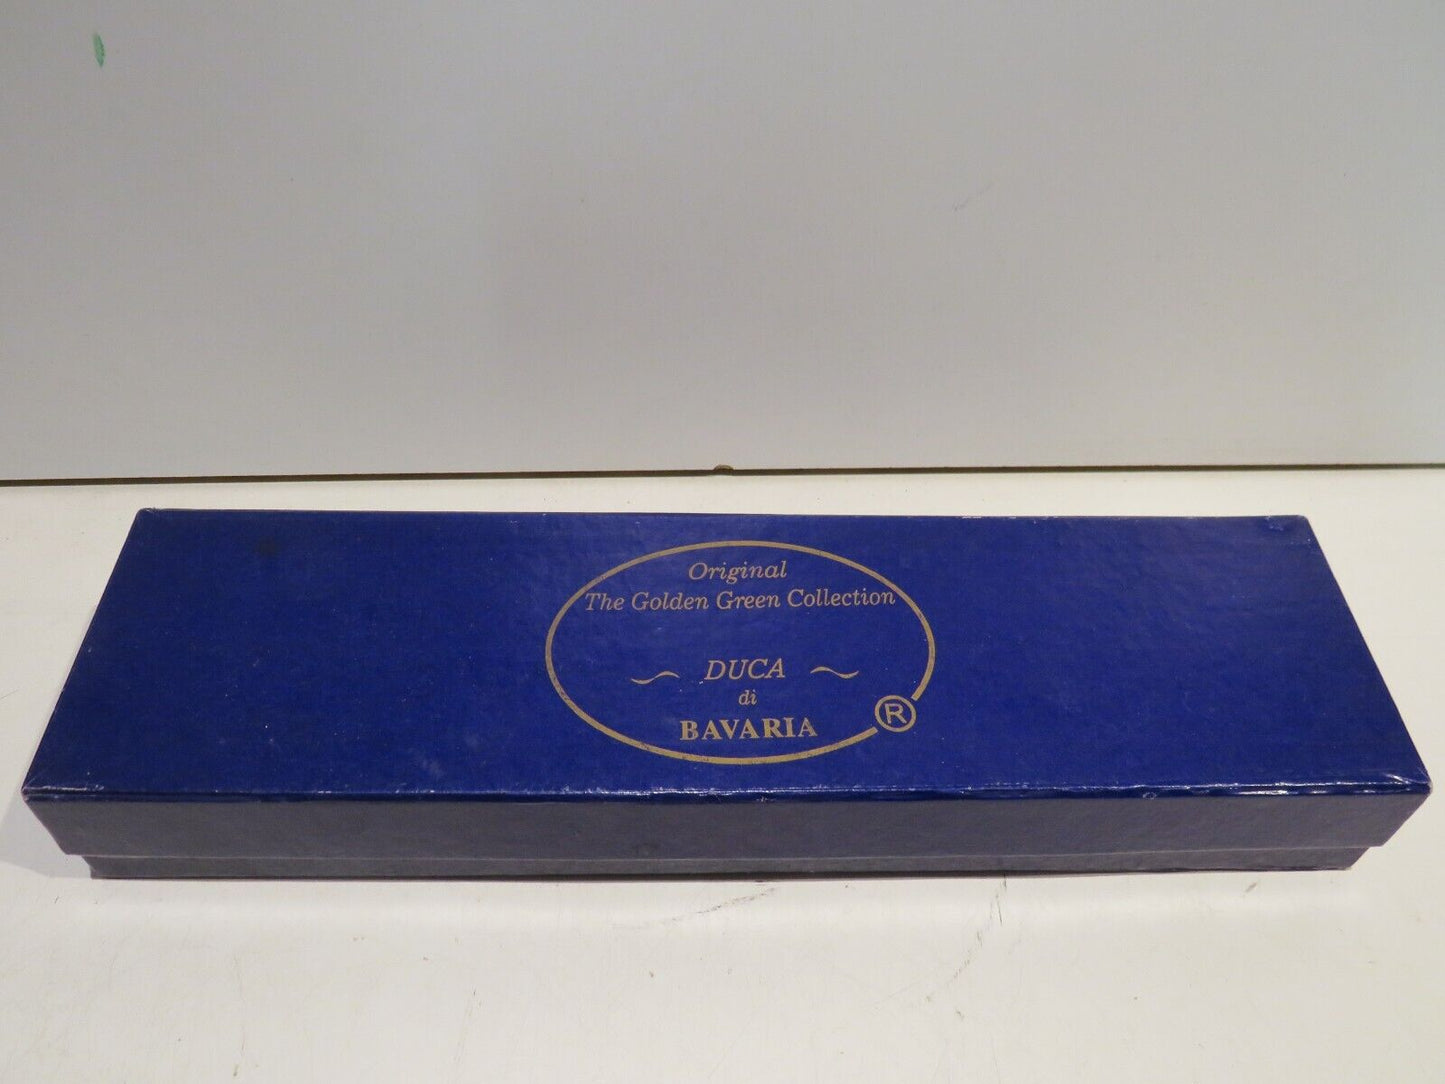 Original
The Golden Green Collection
DUCA
di
BAVARIA
®